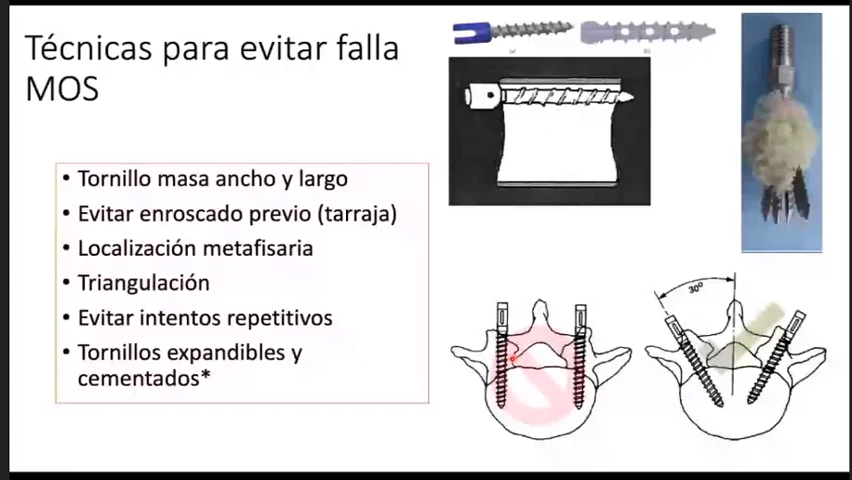 Técnicas para evitar falla
MOS
• Tornillo masa ancho y largo
• Evitar enroscado previo (tarraja)
• Localización metafisaria
• Triangulación
• Evitar intentos repetitivos
• Tornillos expandibles y
cementados*
30º